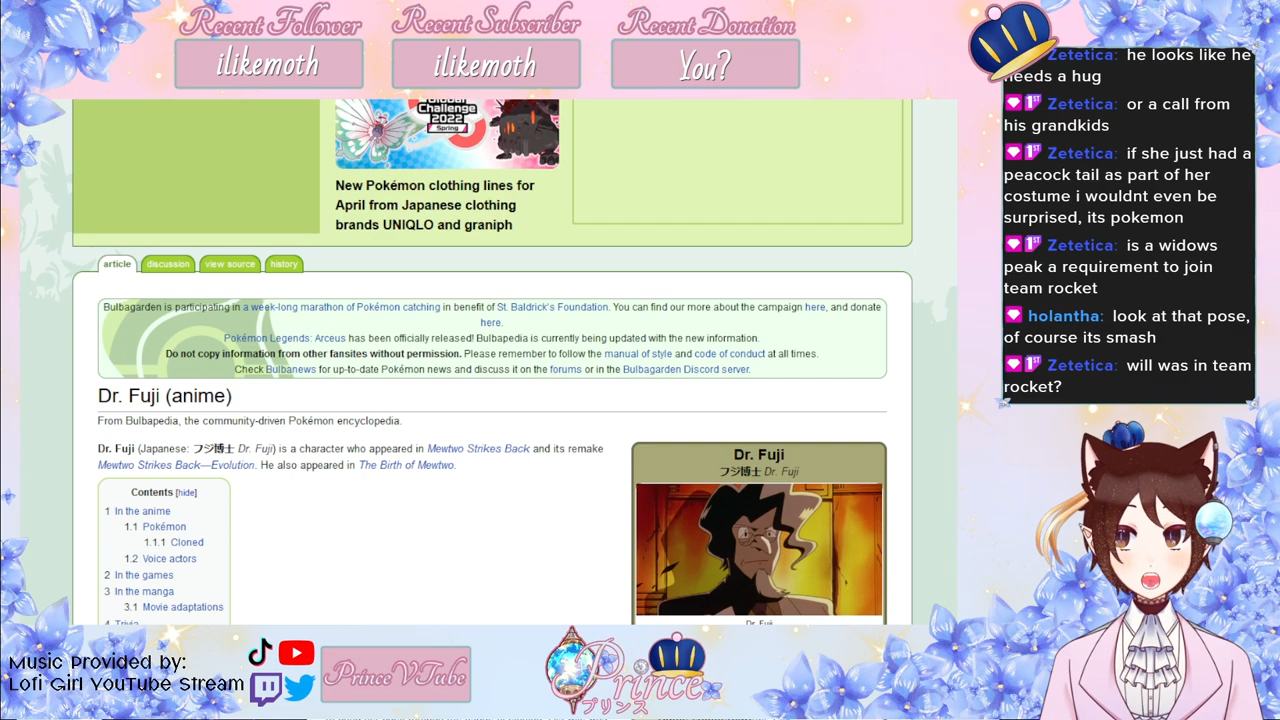 Recent Follower
ilikemoth
Recent Subscriber
ilikemoth
Recent Donation
You?
Global
Challenge
2022
Spring
New Pokémon clothing lines for
April from Japanese clothing
brands UNIQLO and graniph
article
discussion
view source
history
Bulbagarden is participating in a week-long marathon of Pokémon catching in benefit of St. Baldrick's Foundation. You can find our more about the campaign here, and donate
here.
Pokémon Legends: Arceus has been officially released! Bulbapedia is currently being updated with the new information.
Do not copy information from other fansites without permission. Please remember to follow the manual of style and code of conduct at all times.
Check Bulbanews for up-to-date Pokémon news and discuss it on the forums or in the Bulbagarden Discord server.
Dr. Fuji (anime)
From Bulbapedia, the community-driven Pokémon encyclopedia.
Dr. Fuji (Japanese: フジ博士 Dr. Fuji) is a character who appeared in Mewtwo Strikes Back and its remake
Mewtwo Strikes Back—Evolution. He also appeared in The Birth of Mewtwo.
Contents [hide]
1 In the anime
1.1 Pokémon
1.1.1 Cloned
1.2 Voice actors
2 In the games
3 In the manga
3.1 Movie adaptations
4 Trivia
Dr. Fuji
フジ博士 Dr. Fuji
Dr. Fuji
Zetetica: he looks like he
needs a hug
1ST Zetetica: or a call from
his grandkids
1ST Zetetica: if she just had a
peacock tail as part of her
costume i wouldnt even be
surprised, its pokemon
1ST Zetetica: is a widows
peak a requirement to join
team rocket
holantha: look at that pose,
of course its smash
1ST Zetetica: will was in team
rocket?
Music Provided by:
Lofi Girl YouTube Stream
PrinceVTube
Prince
プリンス